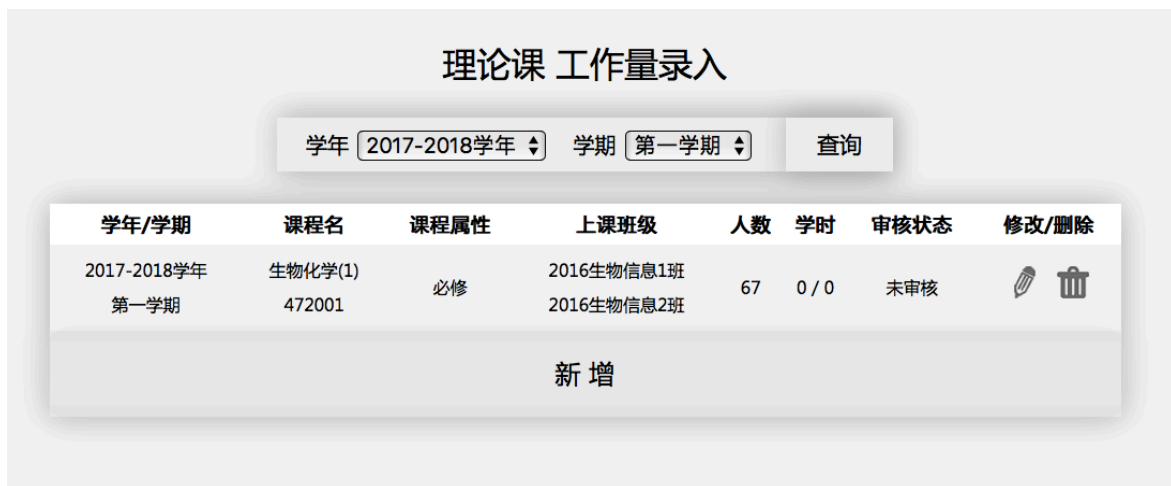 理论课 工作量录入
学年 2017-2018学年 学期 第一学期 查询
学年/学期 课程名 课程属性 上课班级 人数 学时 审核状态 修改/删除
2017-2018学年 生物化学(1) 2016生物信息1班
必修 67 0 / 0 未审核
第一学期 472001 2016生物信息2班
新 增